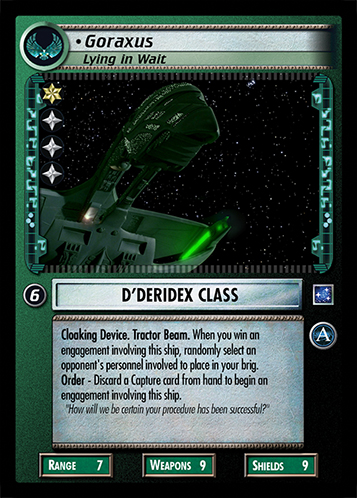 • Goraxus
Lying in Wait
6
D'DERIDEX CLASS
A
Cloaking Device. Tractor Beam. When you win an
engagement involving this ship, randomly select an
opponent's personnel involved to place in your brig.
Order - Discard a Capture card from hand to begin an
engagement involving this ship.
"How will we be certain your procedure has been successful?"
RANGE 7 WEAPONS 9 SHIELDS 9